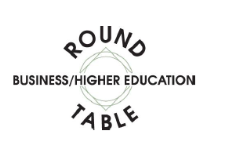 ROUND
BUSINESS/HIGHER EDUCATION
TABLE